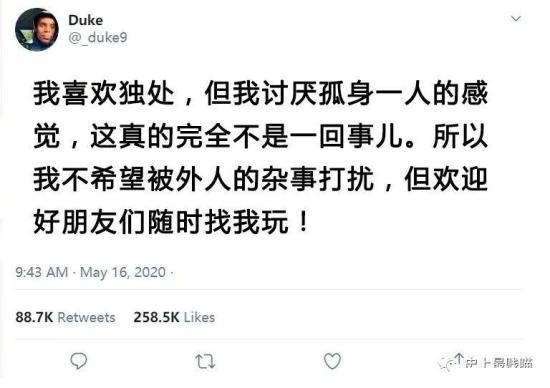 Duke
@_duke9
我喜欢独处，但我讨厌孤身一人的感
觉，这真的完全不是一回事儿。所以
我不希望被外人的杂事打扰，但欢迎
好朋友们随时找我玩！
9:43 AM · May 16, 2020 ·
88.7K Retweets 258.5K Likes